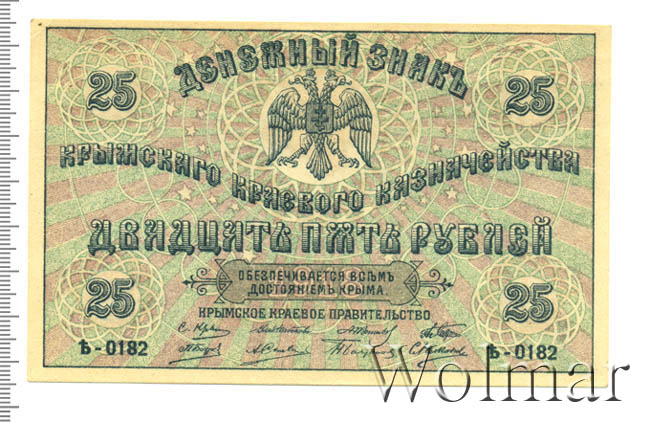 ДЕНЕЖНЫЙ ЗНАКЪ
25 25
КРЫМСКАГО КРАЕВОГО КАЗНАЧЕЙСТВА
ДВАДЦАТЬ ПѦТЬ РУБЛЕЙ
ОБЕЗПЕЧИВАЕТСЯ ВСѢМЪ
ДОСТОЯНІЕМЪ КРЫМА.
25 25
КРЫМСКОЕ КРАЕВОЕ ПРАВИТЕЛЬСТВО
Ѣ-0182 Ѣ-0182
Wolmar